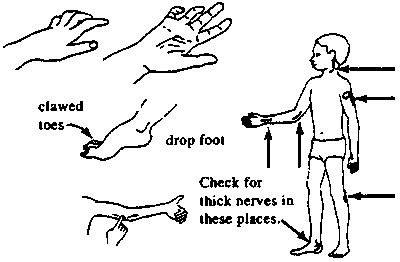 clawed
toes
drop foot
Check for
thick nerves in
these places.